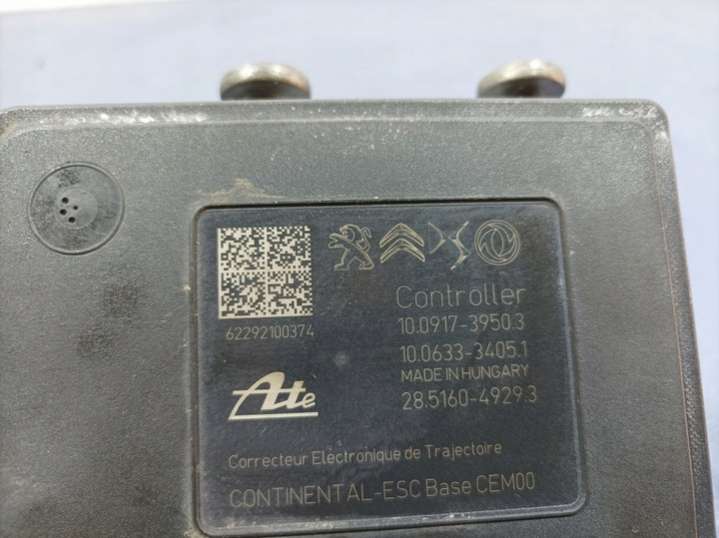 62292100374
Controller
10.0917-3950.3
10.0633-3405.1
MADE IN HUNGARY
28.5160-4929.3
Ate
Correcteur Electronique de Trajectoire
CONTINENTAL-ESC Base CEM00